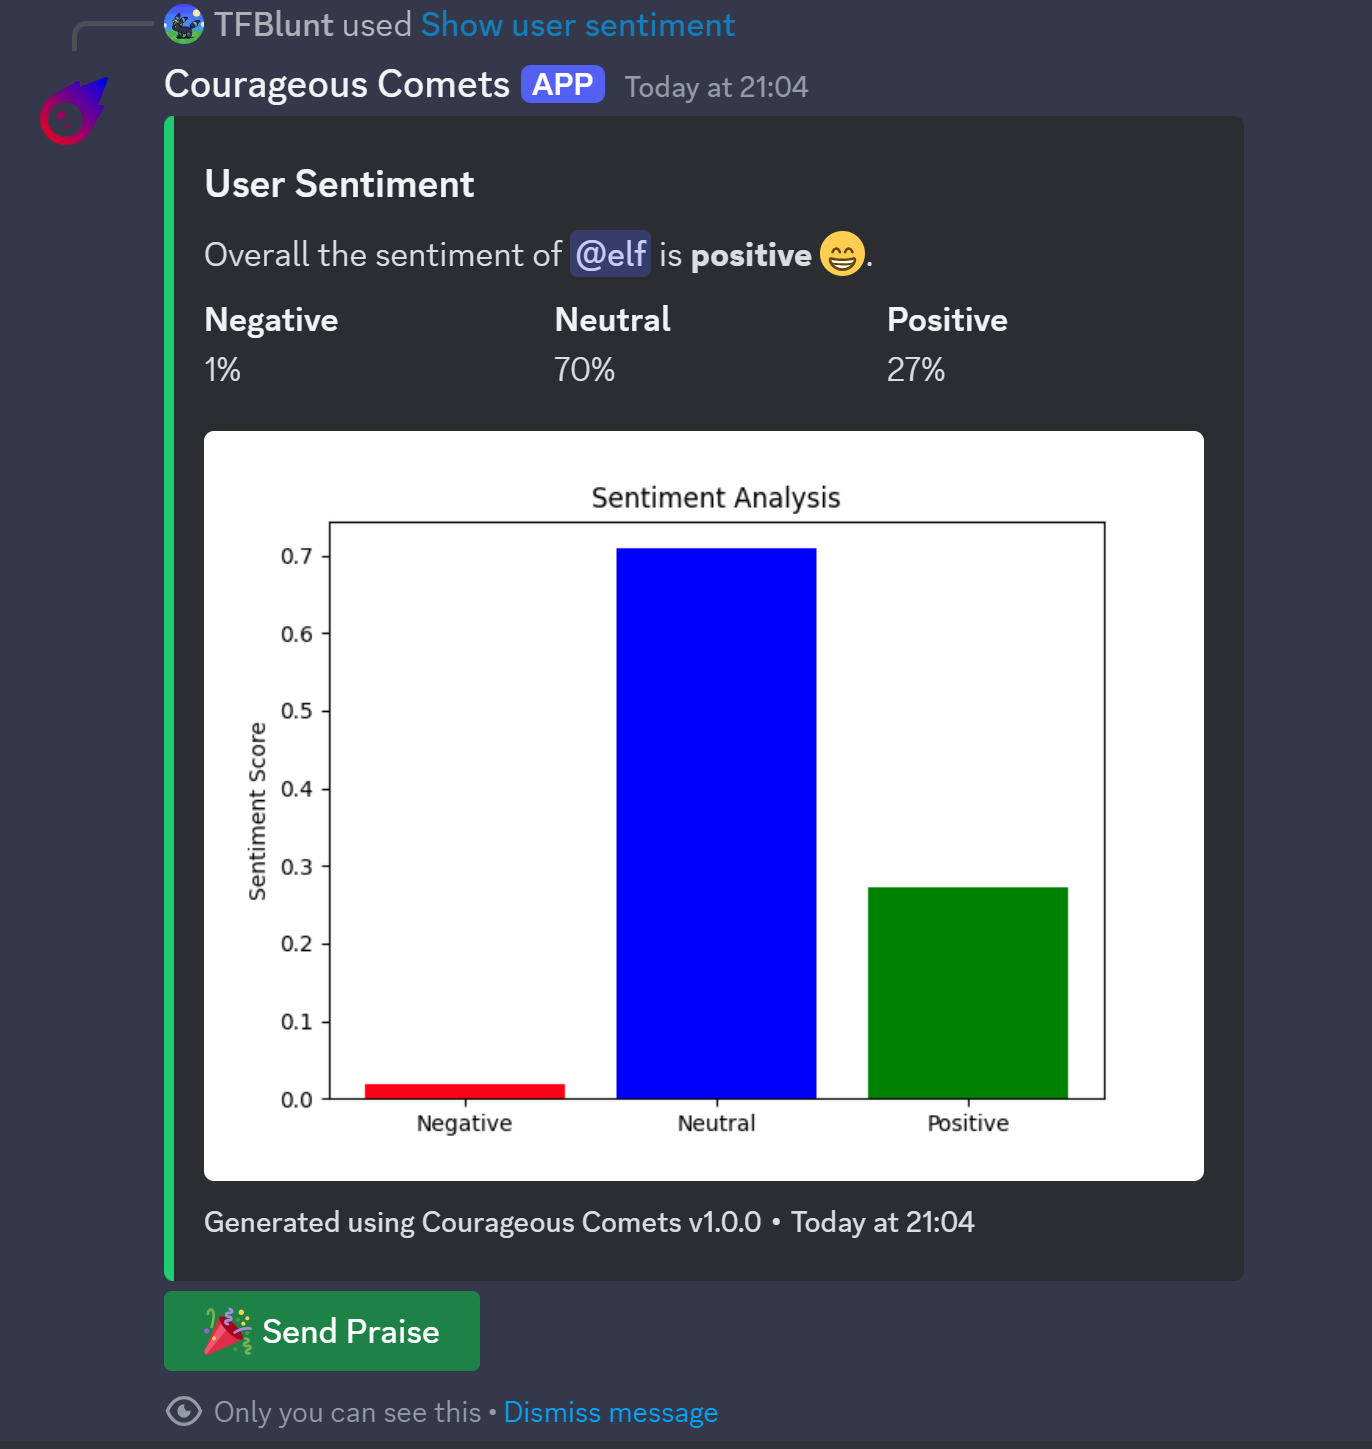 TFBlunt used Show user sentiment
Courageous Comets APP Today at 21:04
User Sentiment
Overall the sentiment of @elf is positive 😁.
Negative Neutral Positive
1% 70% 27%
Sentiment Analysis
Sentiment Score
0.7
0.6
0.5
0.4
0.3
0.2
0.1
0.0
Negative Neutral Positive
Generated using Courageous Comets v1.0.0 • Today at 21:04
🎉 Send Praise
Only you can see this • Dismiss message